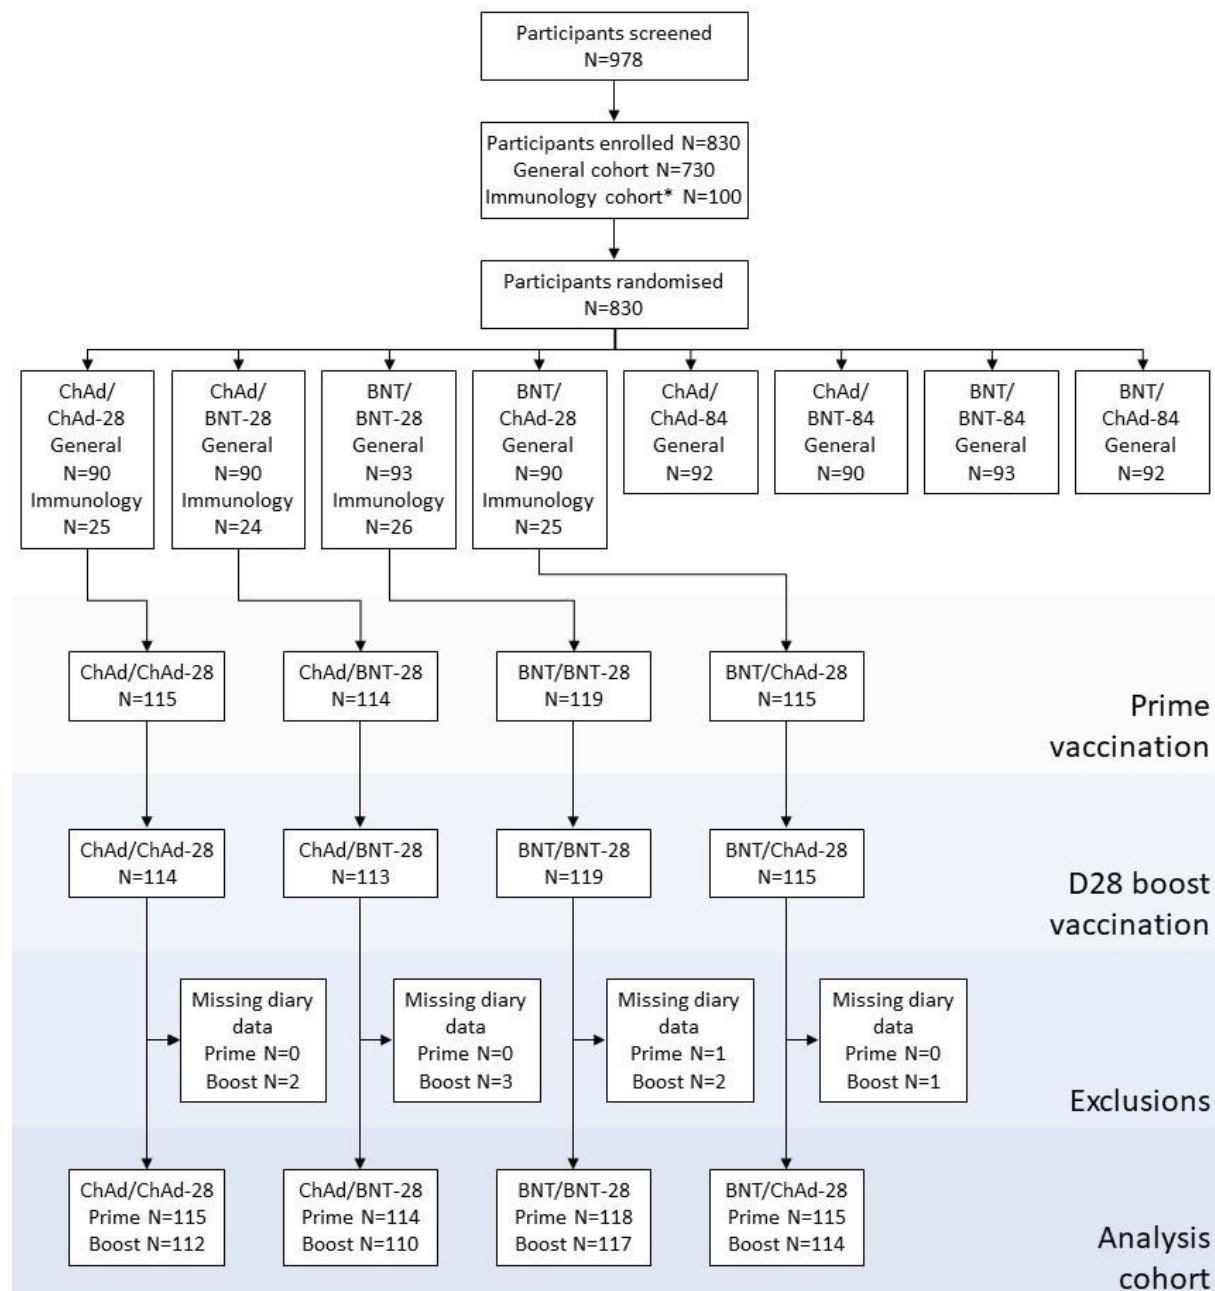 Participants screened
N=978
Participants enrolled N=830
General cohort N=730
Immunology cohort* N=100
Participants randomised
N=830
ChAd/
ChAd-28
General
N=90
Immunology
N=25
ChAd/
BNT-28
General
N=90
Immunology
N=24
BNT/
BNT-28
General
N=93
Immunology
N=26
BNT/
ChAd-28
General
N=90
Immunology
N=25
ChAd/
ChAd-84
General
N=92
ChAd/
BNT-84
General
N=90
BNT/
BNT-84
General
N=93
BNT/
ChAd-84
General
N=92
ChAd/ChAd-28
N=115
ChAd/BNT-28
N=114
BNT/BNT-28
N=119
BNT/ChAd-28
N=115
Prime
vaccination
ChAd/ChAd-28
N=114
ChAd/BNT-28
N=113
BNT/BNT-28
N=119
BNT/ChAd-28
N=115
D28 boost
vaccination
Missing diary
data
Prime N=0
Boost N=2
Missing diary
data
Prime N=0
Boost N=3
Missing diary
data
Prime N=1
Boost N=2
Missing diary
data
Prime N=0
Boost N=1
Exclusions
ChAd/ChAd-28
Prime N=115
Boost N=112
ChAd/BNT-28
Prime N=114
Boost N=110
BNT/BNT-28
Prime N=118
Boost N=117
BNT/ChAd-28
Prime N=115
Boost N=114
Analysis
cohort